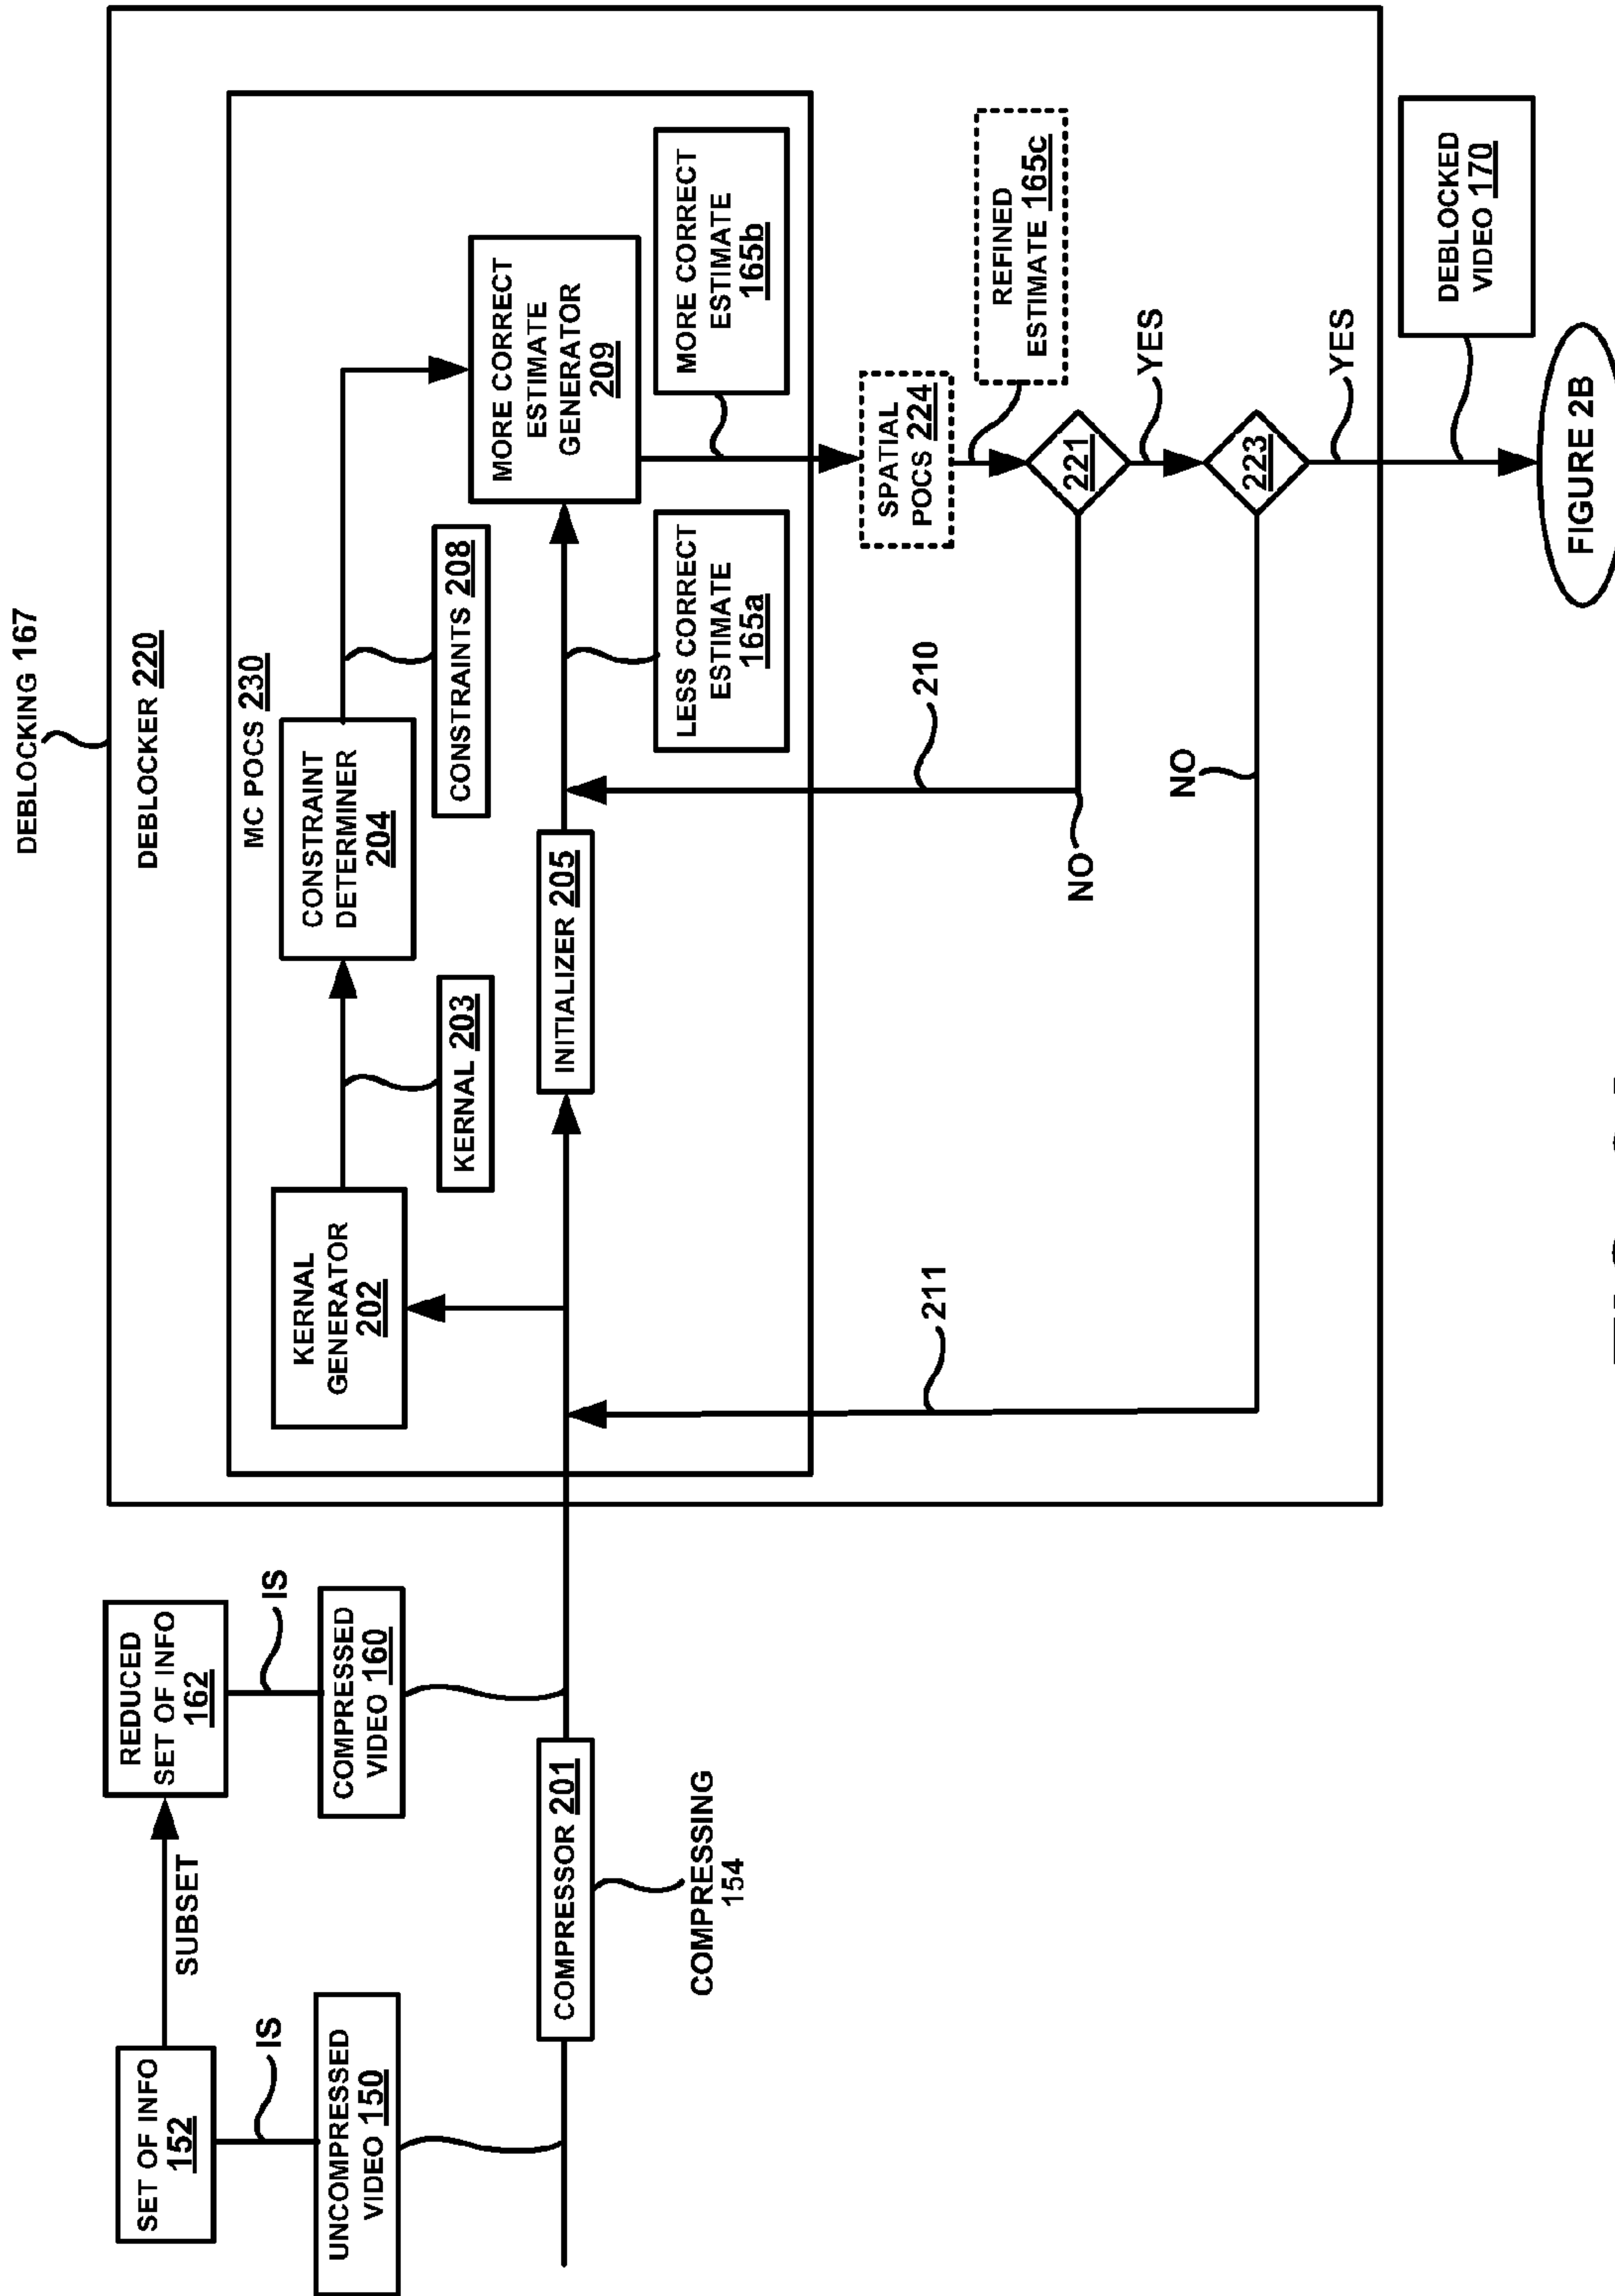 DEBLOCKING 167
DEBLOCKER 220
MC POCS 230
SET OF INFO
152
SUBSET
REDUCED
SET OF INFO
162
IS
IS
UNCOMPRESSED
VIDEO 150
COMPRESSED
VIDEO 160
COMPRESSOR 201
COMPRESSING
154
KERNAL
GENERATOR
202
KERNAL 203
CONSTRAINT
DETERMINER
204
CONSTRAINTS 208
INITIALIZER 205
LESS CORRECT
ESTIMATE
165a
MORE CORRECT
ESTIMATE
GENERATOR
209
MORE CORRECT
ESTIMATE
165b
SPATIAL
POCS 224
REFINED
ESTIMATE 165c
210
211
221
NO
YES
223
NO
YES
DEBLOCKED
VIDEO 170
FIGURE 2B